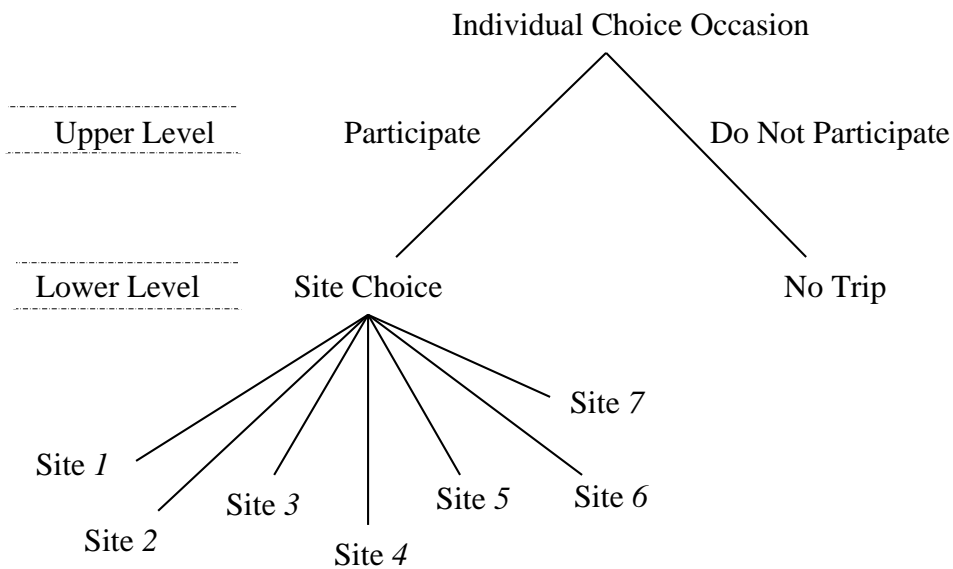 Individual Choice Occasion
Upper Level
Participate
Do Not Participate
Lower Level
Site Choice
No Trip
Site 7
Site 1
Site 2
Site 3
Site 4
Site 5
Site 6